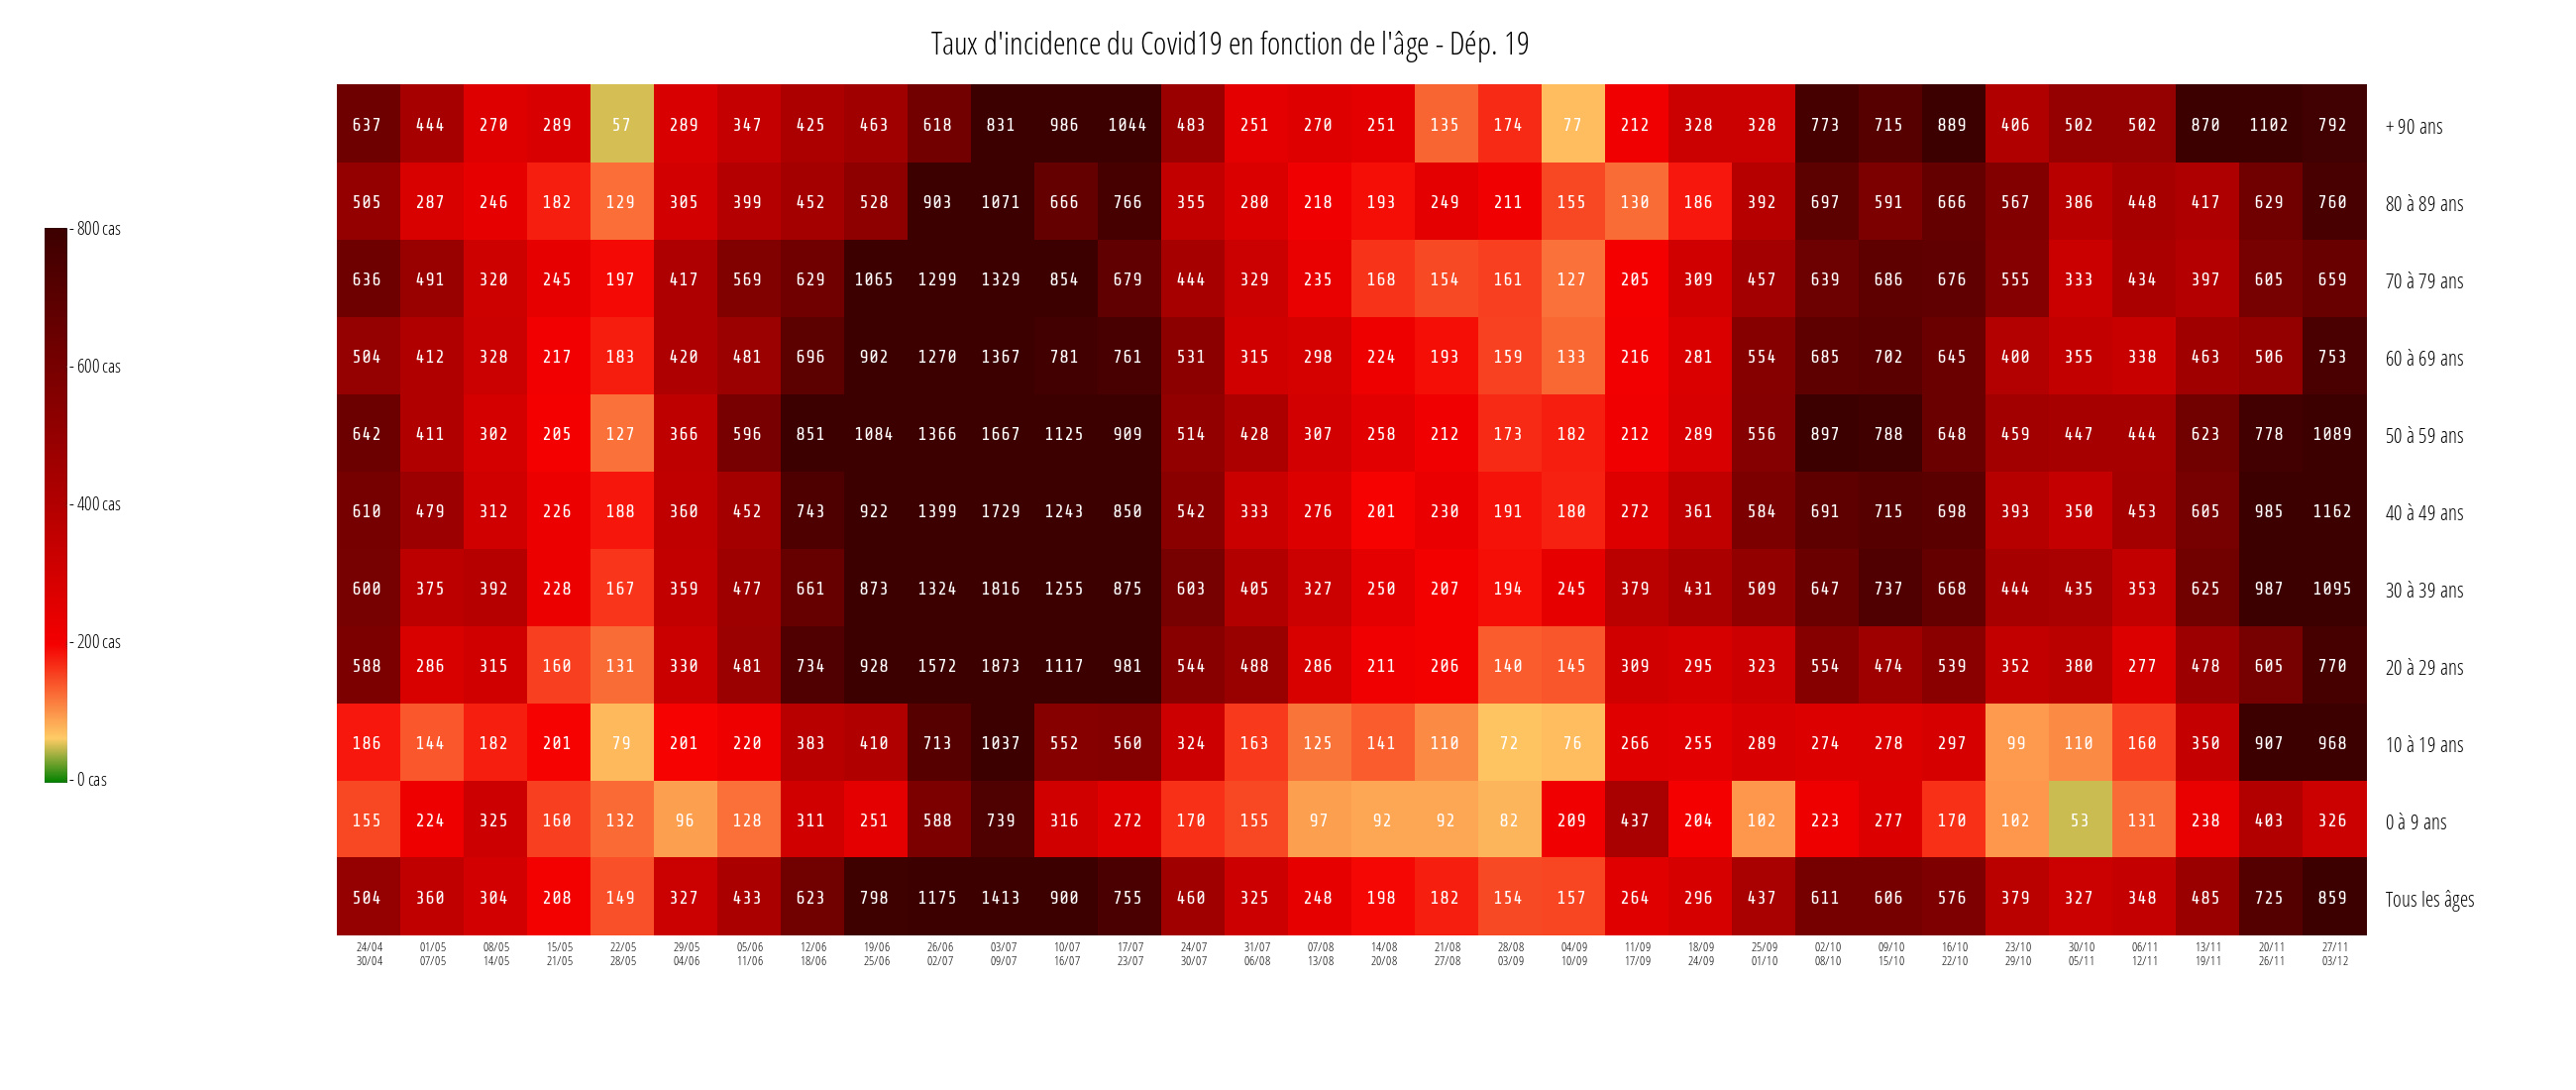 Taux d'incidence du Covid19 en fonction de l'âge - Dép. 19
- 800 cas
- 600 cas
- 400 cas
- 200 cas
- 0 cas
637 444 270 289 57 289 347 425 463 618 831 986 1044 483 251 270 251 135 174 77 212 328 328 773 715 889 406 502 502 870 1102 792 + 90 ans
505 287 246 182 129 305 399 452 528 903 1071 666 766 355 280 218 193 249 211 155 130 186 392 697 591 666 567 386 448 417 629 760 80 à 89 ans
636 491 320 245 197 417 569 629 1065 1299 1329 854 679 444 329 235 168 154 161 127 205 309 457 639 686 676 555 333 434 397 605 659 70 à 79 ans
504 412 328 217 183 420 481 696 902 1270 1367 781 761 531 315 298 224 193 159 133 216 281 554 685 702 645 400 355 338 463 506 753 60 à 69 ans
642 411 302 205 127 366 596 851 1084 1366 1667 1125 909 514 428 307 258 212 173 182 212 289 556 897 788 648 459 447 444 623 778 1089 50 à 59 ans
610 479 312 226 188 360 452 743 922 1399 1729 1243 850 542 333 276 201 230 191 180 272 361 584 691 715 698 393 350 453 605 985 1162 40 à 49 ans
600 375 392 228 167 359 477 661 873 1324 1816 1255 875 603 405 327 250 207 194 245 379 431 509 647 737 668 444 435 353 625 987 1095 30 à 39 ans
588 286 315 160 131 330 481 734 928 1572 1873 1117 981 544 488 286 211 206 140 145 309 295 323 554 474 539 352 380 277 478 605 770 20 à 29 ans
186 144 182 201 79 201 220 383 410 713 1037 552 560 324 163 125 141 110 72 76 266 255 289 274 278 297 99 110 160 350 907 968 10 à 19 ans
155 224 325 160 132 96 128 311 251 588 739 316 272 170 155 97 92 92 82 209 437 204 102 223 277 170 102 53 131 238 403 326 0 à 9 ans
504 360 304 208 149 327 433 623 798 1175 1413 900 755 460 325 248 198 182 154 157 264 296 437 611 606 576 379 327 348 485 725 859 Tous les âges
24/04 01/05 08/05 15/05 22/05 29/05 05/06 12/06 19/06 26/06 03/07 10/07 17/07 24/07 31/07 07/08 14/08 21/08 28/08 04/09 11/09 18/09 25/09 02/10 09/10 16/10 23/10 30/10 06/11 13/11 20/11 27/11
30/04 07/05 14/05 21/05 28/05 04/06 11/06 18/06 25/06 02/07 09/07 16/07 23/07 30/07 06/08 13/08 20/08 27/08 03/09 10/09 17/09 24/09 01/10 08/10 15/10 22/10 29/10 05/11 12/11 19/11 26/11 03/12